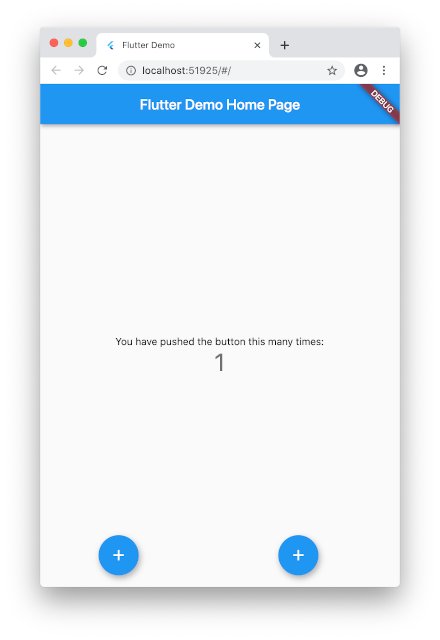 Flutter Demo
localhost:51925/#/
Flutter Demo Home Page
DEBUG
You have pushed the button this many times:
1
+ +